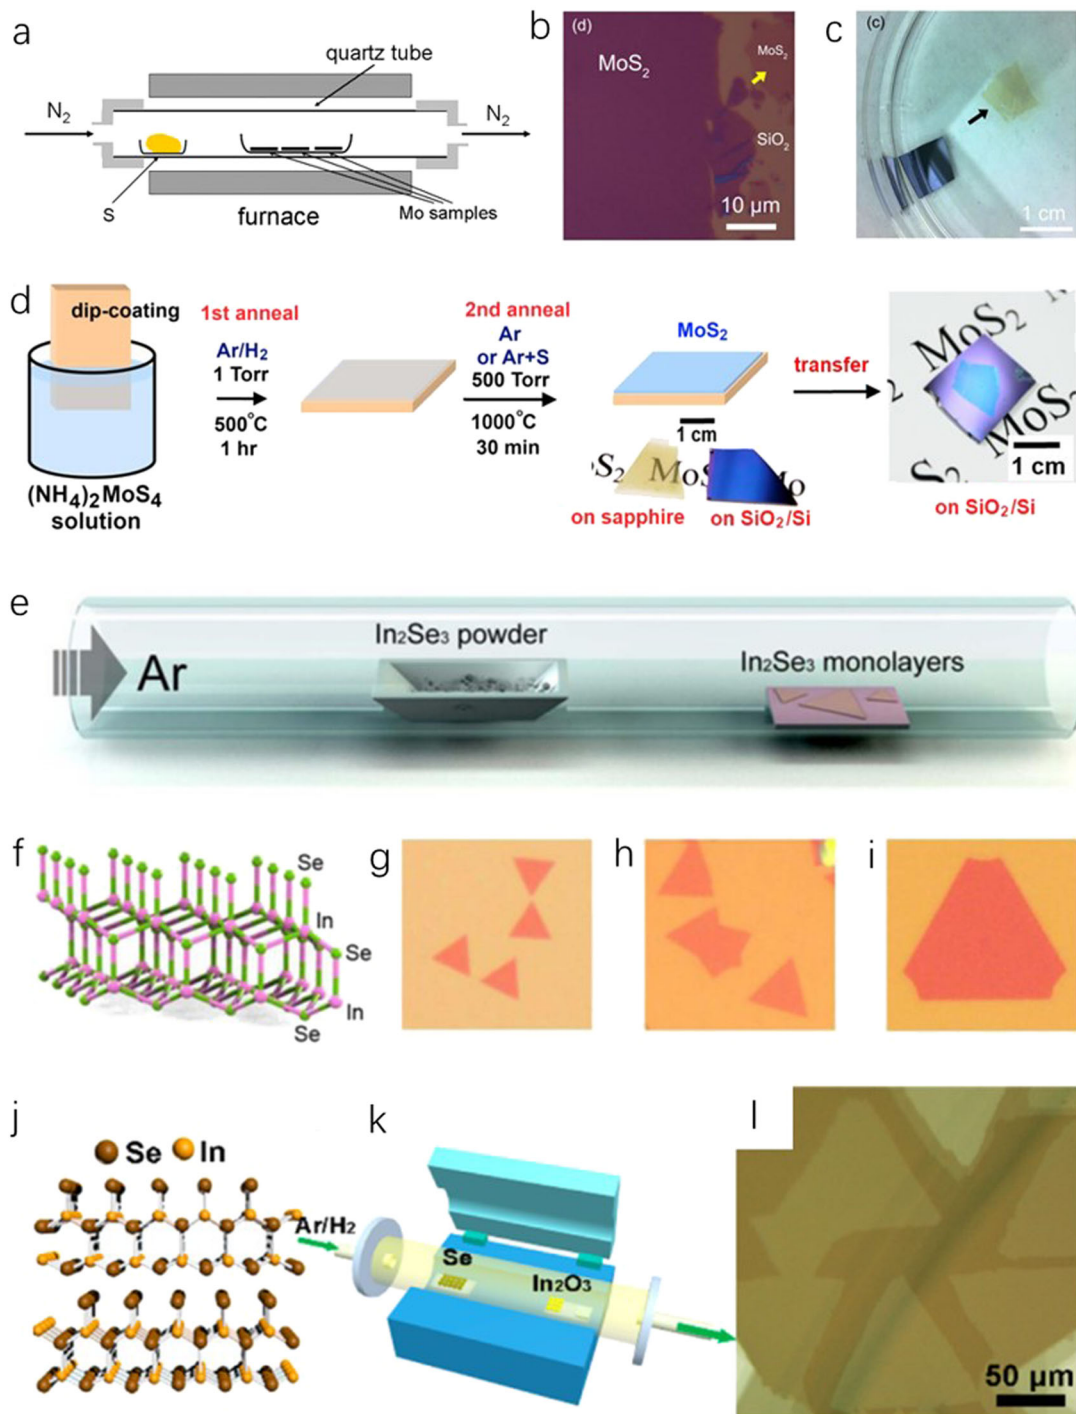 a
quartz tube
N2
N2
S
furnace
Mo samples
b
(d)
MoS2
MoS2
SiO2
10 μm
c
(c)
1 cm
d
dip-coating
(NH4)2MoS4
solution
1st anneal
Ar/H2
1 Torr
500°C
1 hr
2nd anneal
Ar
or Ar+S
500 Torr
1000°C
30 min
MoS2
1 cm
S2
MoS
Mo
on sapphire
on SiO2/Si
transfer
MoS2
MoS2
1 cm
on SiO2/Si
e
Ar
In2Se3 powder
In2Se3 monolayers
f
Se
In
Se
In
Se
g
h
i
j
Se
In
k
Ar/H2
Se
In2O3
l
50 μm